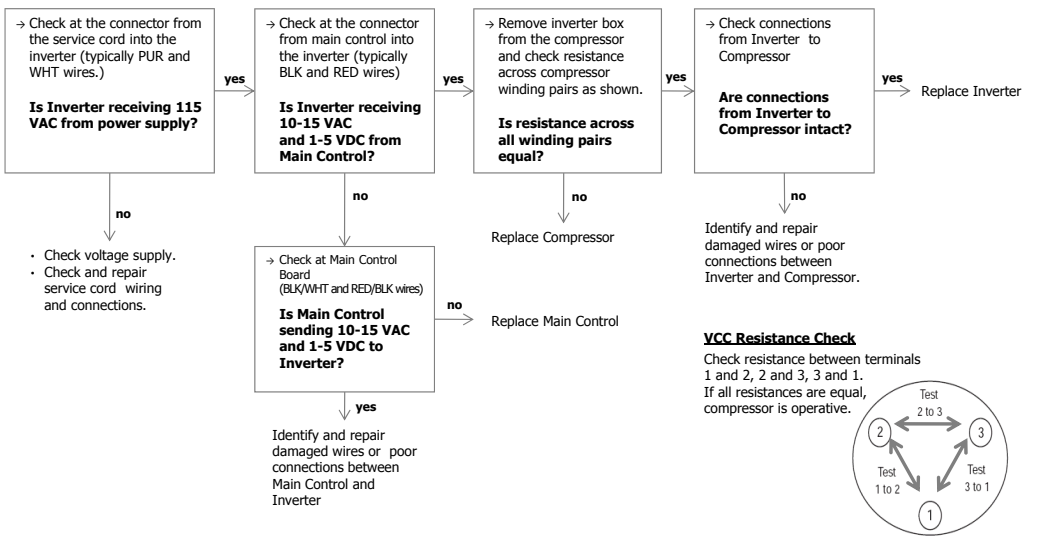 → Check at the connector from
the service cord into the
inverter (typically PUR and
WHT wires.)
Is Inverter receiving 115
VAC from power supply?
yes
no
• Check voltage supply.
• Check and repair
service cord wiring
and connections.
→ Check at the connector
from main control into
the inverter (typically
BLK and RED wires)
Is Inverter receiving
10-15 VAC
and 1-5 VDC from
Main Control?
yes
no
→ Check at Main Control
Board
(BLK/WHT and RED/BLK wires)
Is Main Control
sending 10-15 VAC
and 1-5 VDC to
Inverter?
no
Replace Main Control
yes
Identify and repair
damaged wires or poor
connections between
Main Control and
Inverter
→ Remove inverter box
from the compressor
and check resistance
across compressor
winding pairs as shown.
Is resistance across
all winding pairs
equal?
yes
no
Replace Compressor
→ Check connections
from Inverter to
Compressor
Are connections
from Inverter to
Compressor intact?
yes
Replace Inverter
no
Identify and repair
damaged wires or poor
connections between
Inverter and Compressor.
VCC Resistance Check
Check resistance between terminals
1 and 2, 2 and 3, 3 and 1.
If all resistances are equal,
compressor is operative.
Test
2 to 3
2
3
Test
1 to 2
Test
3 to 1
1